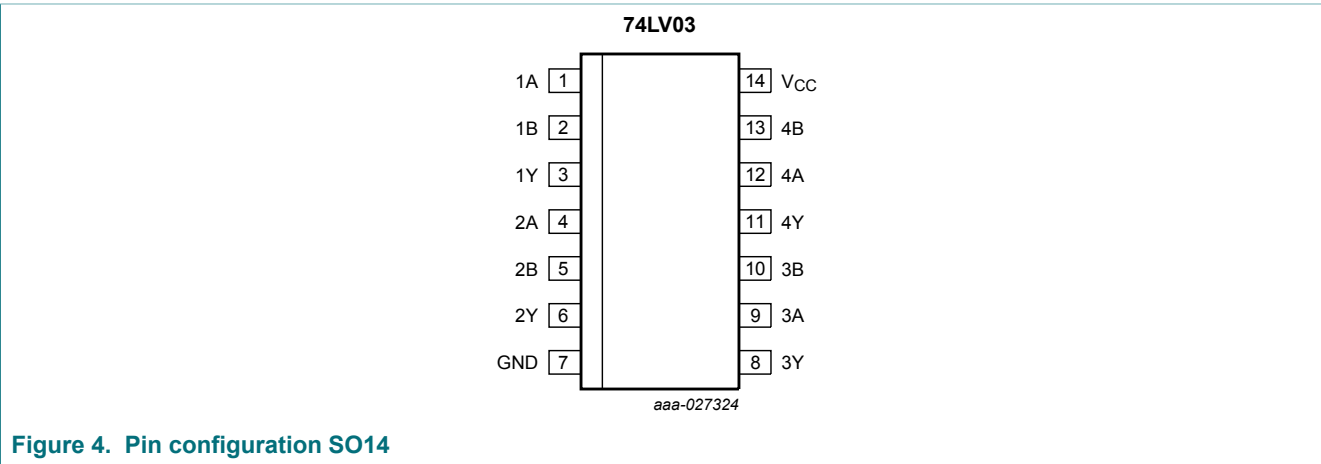 74LV03
1A 1 14 VCC
1B 2 13 4B
1Y 3 12 4A
2A 4 11 4Y
2B 5 10 3B
2Y 6 9 3A
GND 7 8 3Y
aaa-027324
Figure 4. Pin configuration SO14